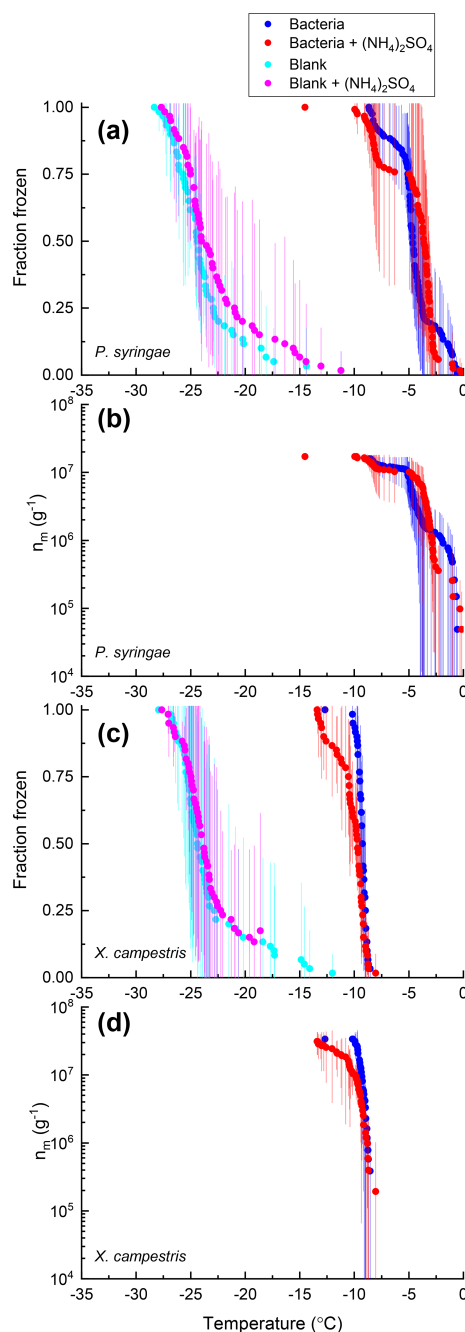 Bacteria
Bacteria + (NH4)2SO4
Blank
Blank + (NH4)2SO4
1.00
0.75
0.50
0.25
0.00
Fraction frozen
(a)
P. syringae
-35 -30 -25 -20 -15 -10 -5 0
10^8
10^7
10^6
10^5
10^4
n_m (g^-1)
(b)
P. syringae
-35 -30 -25 -20 -15 -10 -5 0
1.00
0.75
0.50
0.25
0.00
Fraction frozen
(c)
X. campestris
-35 -30 -25 -20 -15 -10 -5 0
10^8
10^7
10^6
10^5
10^4
n_m (g^-1)
(d)
X. campestris
-35 -30 -25 -20 -15 -10 -5 0
Temperature (°C)